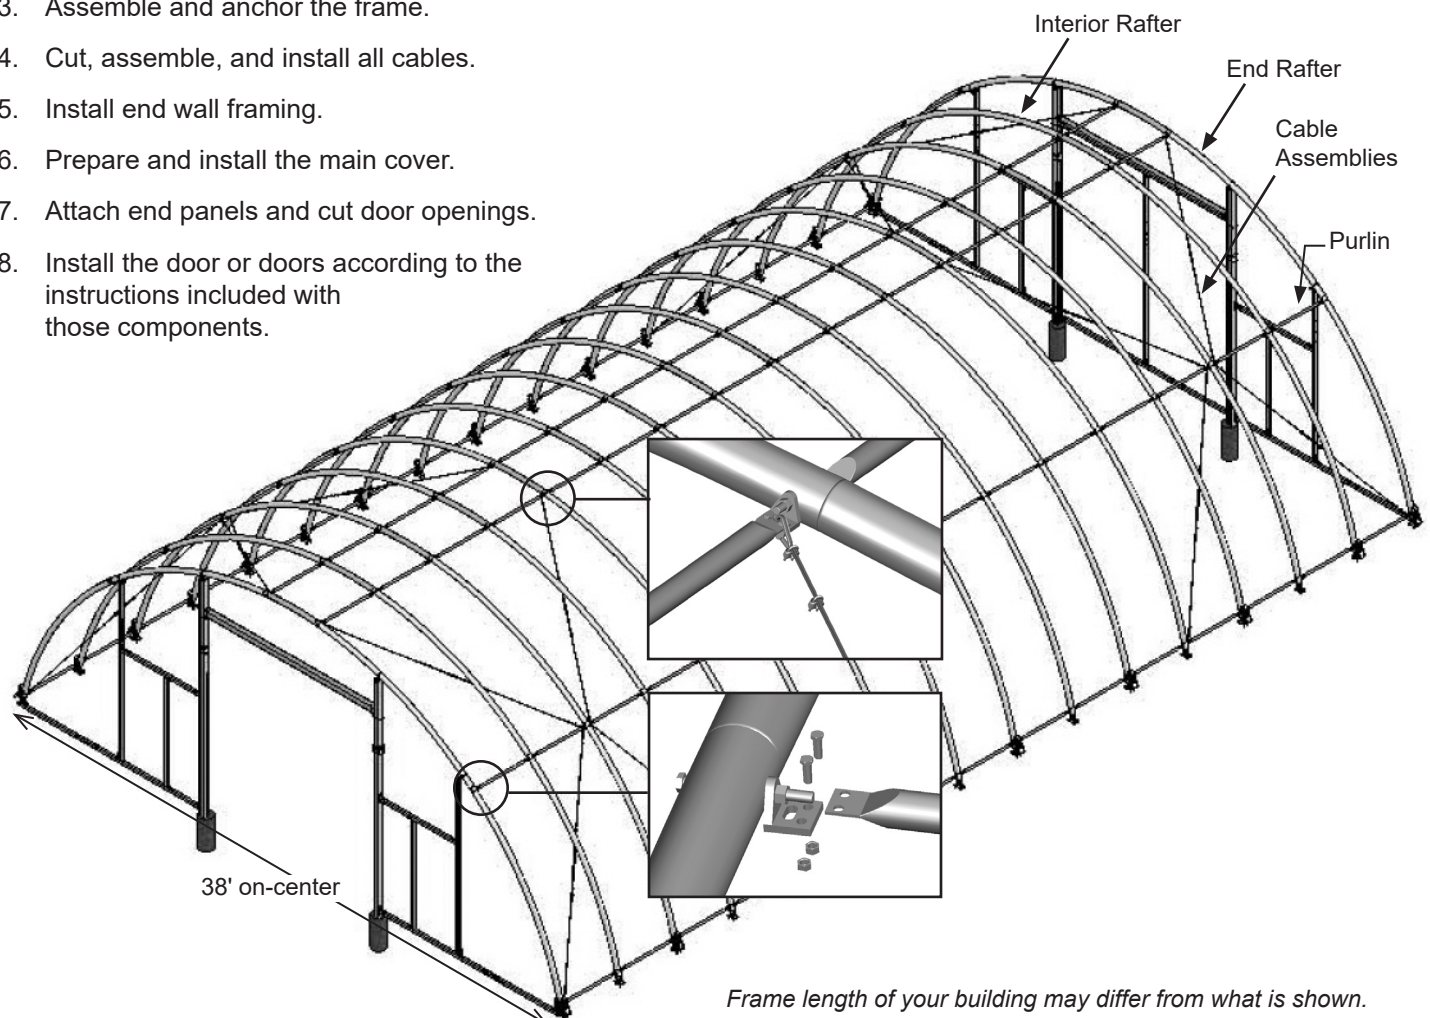 3. Assemble and anchor the frame.
4. Cut, assemble, and install all cables.
5. Install end wall framing.
6. Prepare and install the main cover.
7. Attach end panels and cut door openings.
8. Install the door or doors according to the
instructions included with
those components.
Interior Rafter
End Rafter
Cable
Assemblies
Purlin
38' on-center
Frame length of your building may differ from what is shown.